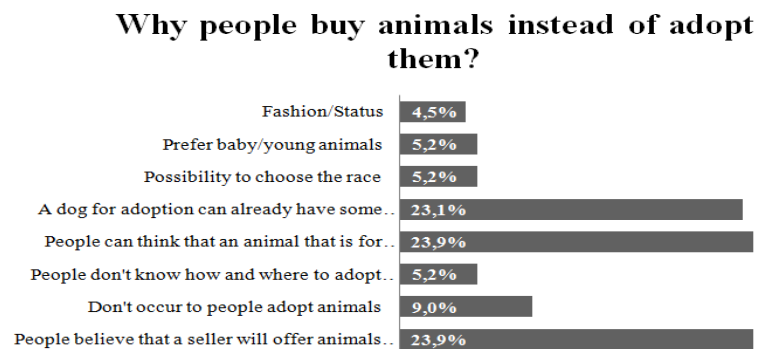 Why people buy animals instead of adopt
them?
Fashion/Status 4,5%
Prefer baby/young animals 5,2%
Possibility to choose the race 5,2%
A dog for adoption can already have some.. 23,1%
People can think that an animal that is for.. 23,9%
People don't know how and where to adopt.. 5,2%
Don't occur to people adopt animals 9,0%
People believe that a seller will offer animals.. 23,9%